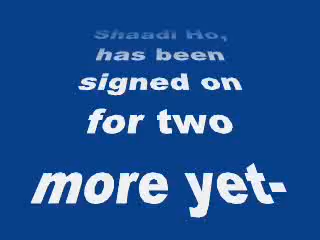 Shaadi Ho,
has been
signed on
for two
more yet-